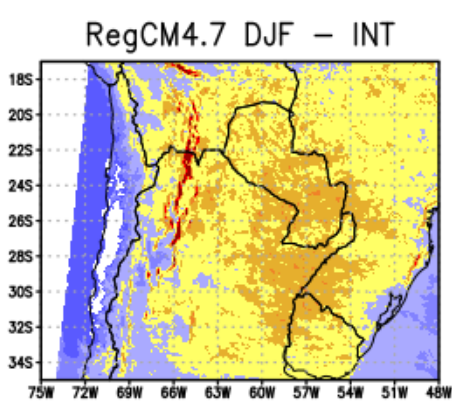 RegCM4.7 DJF – INT
18S
20S
22S
24S
26S
28S
30S
32S
34S
75W 72W 69W 66W 63W 60W 57W 54W 51W 48W